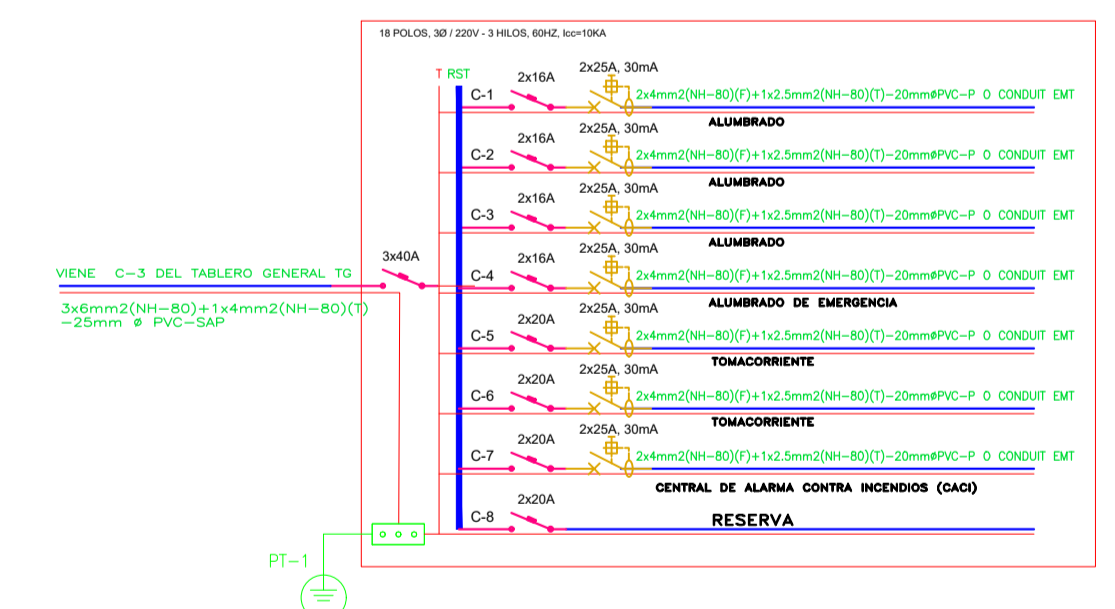 18 POLOS, 3Ø / 220V - 3 HILOS, 60HZ, Icc=10KA
T RST
C-1 2x16A 2x25A, 30mA 2x4mm2(NH-80)(F)+1x2.5mm2(NH-80)(T)-20mmøPVC-P O CONDUIT EMT
ALUMBRADO
C-2 2x16A 2x25A, 30mA 2x4mm2(NH-80)(F)+1x2.5mm2(NH-80)(T)-20mmøPVC-P O CONDUIT EMT
ALUMBRADO
C-3 2x16A 2x25A, 30mA 2x4mm2(NH-80)(F)+1x2.5mm2(NH-80)(T)-20mmøPVC-P O CONDUIT EMT
ALUMBRADO
3x40A
VIENE C-3 DEL TABLERO GENERAL TG
3x6mm2(NH-80)+1x4mm2(NH-80)(T)
-25mm Ø PVC-SAP
C-4 2x16A 2x25A, 30mA 2x4mm2(NH-80)(F)+1x2.5mm2(NH-80)(T)-20mmøPVC-P O CONDUIT EMT
ALUMBRADO DE EMERGENCIA
C-5 2x20A 2x25A, 30mA 2x4mm2(NH-80)(F)+1x2.5mm2(NH-80)(T)-20mmøPVC-P O CONDUIT EMT
TOMACORRIENTE
C-6 2x20A 2x25A, 30mA 2x4mm2(NH-80)(F)+1x2.5mm2(NH-80)(T)-20mmøPVC-P O CONDUIT EMT
TOMACORRIENTE
C-7 2x20A 2x25A, 30mA 2x4mm2(NH-80)(F)+1x2.5mm2(NH-80)(T)-20mmøPVC-P O CONDUIT EMT
CENTRAL DE ALARMA CONTRA INCENDIOS (CACI)
C-8 2x20A
RESERVA
PT-1